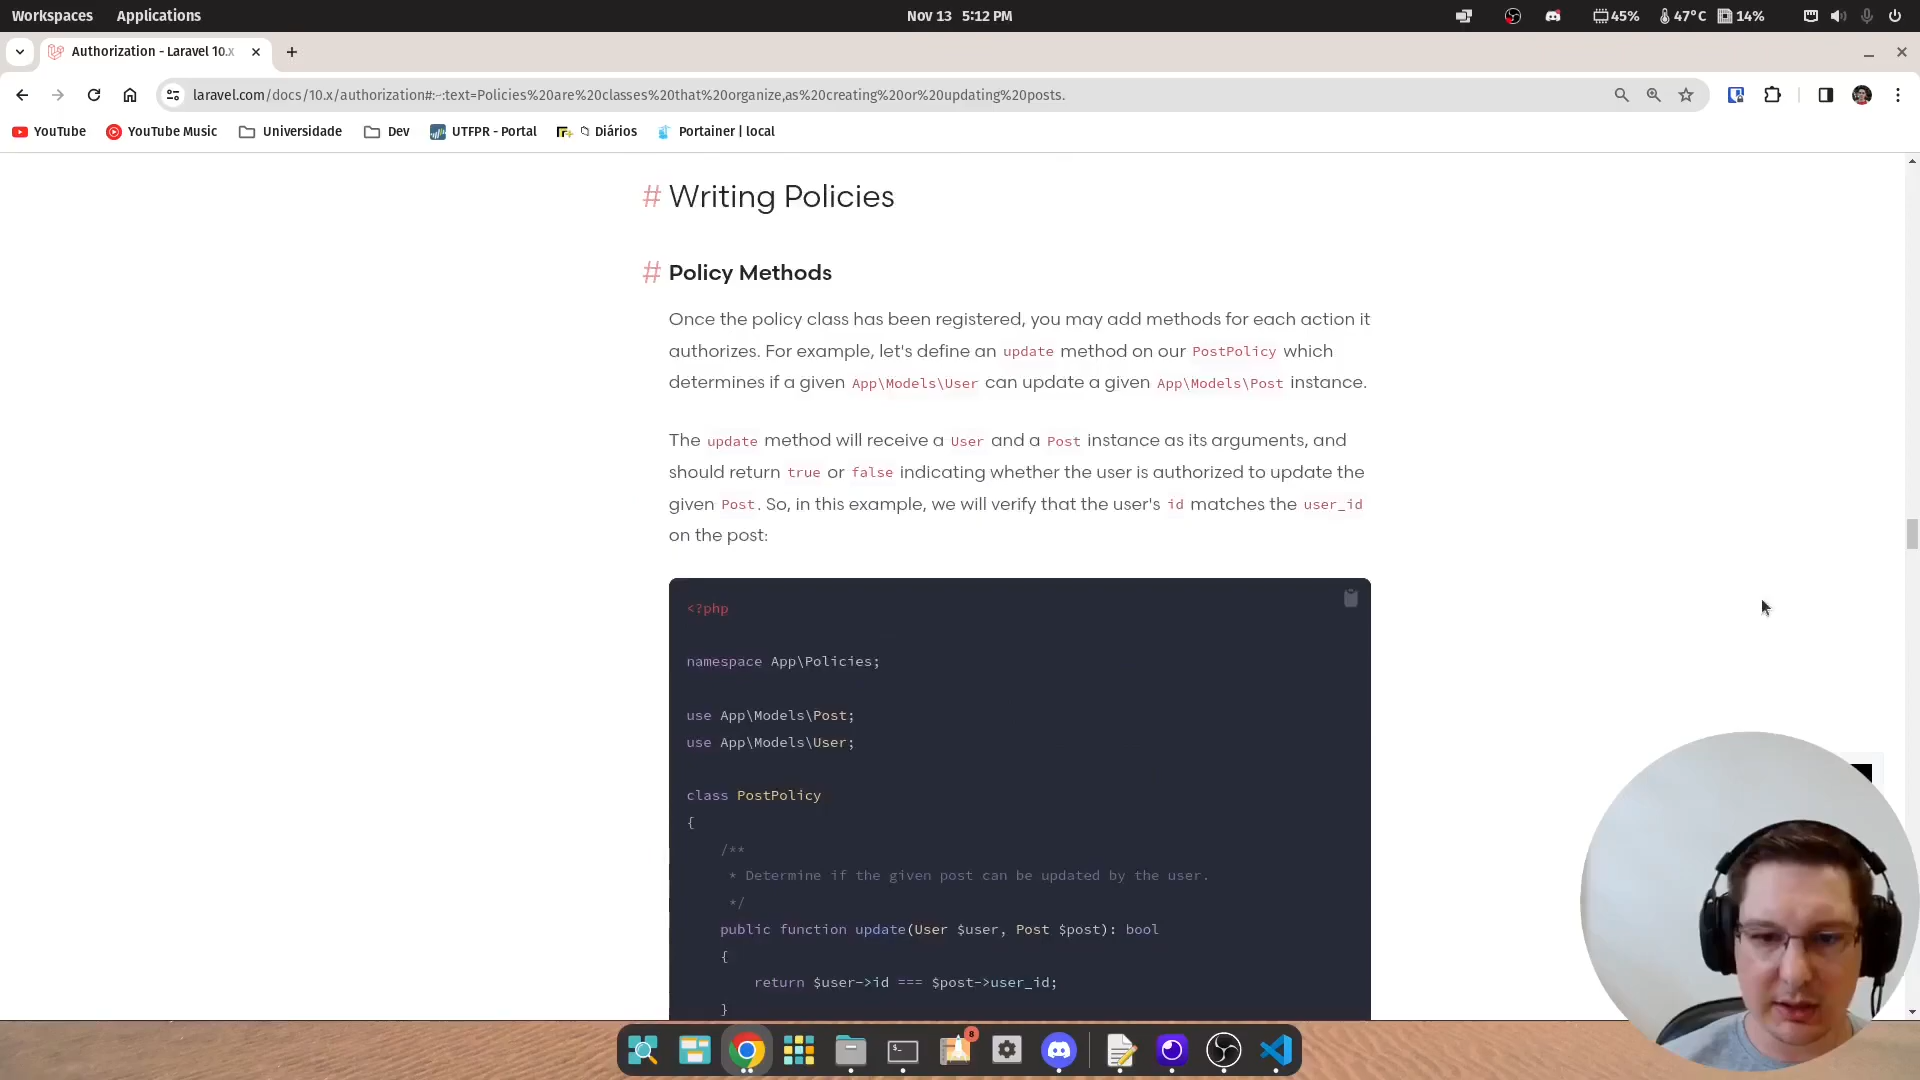 Workspaces Applications Nov 13 5:12 PM 45% 47°C 14%
Authorization - Laravel 10.x
laravel.com/docs/10.x/authorization#:~:text=Policies%20are%20classes%20that%20organize,as%20creating%20or%20updating%20posts.
YouTube YouTube Music Universidade Dev UTFPR - Portal Diários Portainer | local
# Writing Policies
# Policy Methods
Once the policy class has been registered, you may add methods for each action it
authorizes. For example, let's define an update method on our PostPolicy which
determines if a given App\Models\User can update a given App\Models\Post instance.
The update method will receive a User and a Post instance as its arguments, and
should return true or false indicating whether the user is authorized to update the
given Post. So, in this example, we will verify that the user's id matches the user_id
on the post:
<?php
namespace App\Policies;
use App\Models\Post;
use App\Models\User;
class PostPolicy
{
/**
* Determine if the given post can be updated by the user.
*/
public function update(User $user, Post $post): bool
{
return $user->id === $post->user_id;
}
8